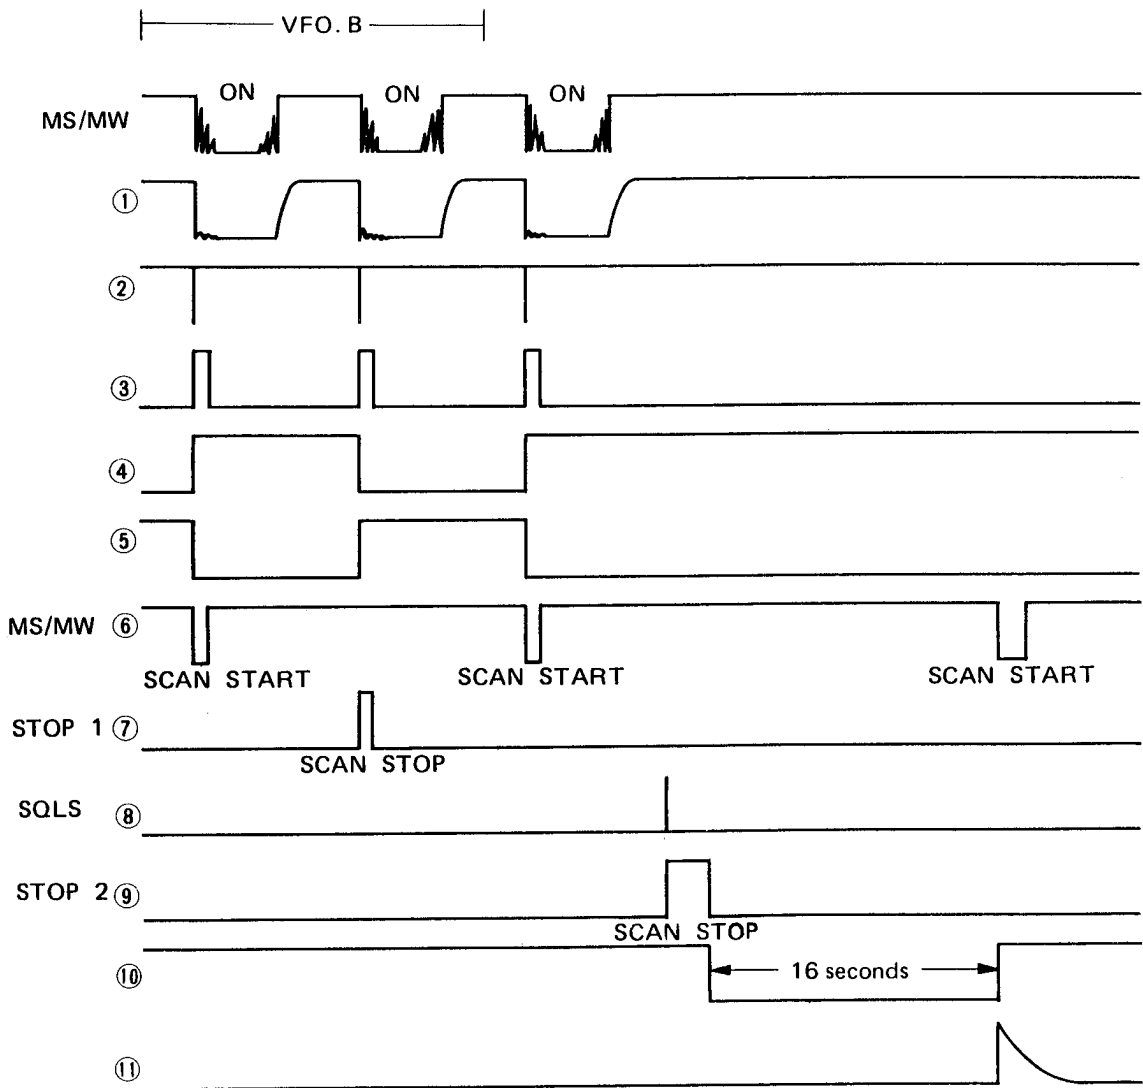 VFO. B
ON ON ON
MS/MW
①
②
③
④
⑤
MS/MW ⑥
SCAN START SCAN START SCAN START
STOP 1 ⑦
SCAN STOP
SQLS ⑧
STOP 2 ⑨
SCAN STOP
⑩ 16 seconds
⑪